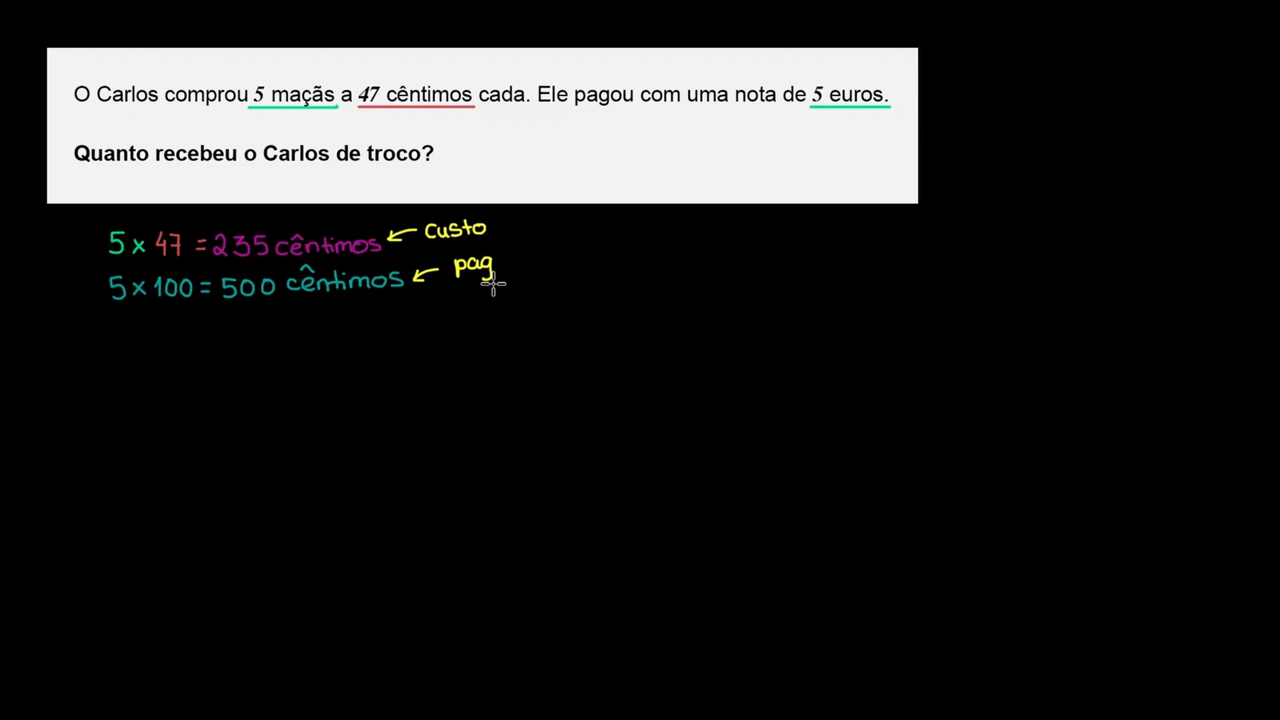 O Carlos comprou 5 maçãs a 47 cêntimos cada. Ele pagou com uma nota de 5 euros.
Quanto recebeu o Carlos de troco?
5 x 47 = 235 cêntimos ← custo
5 x 100 = 500 cêntimos ← pag